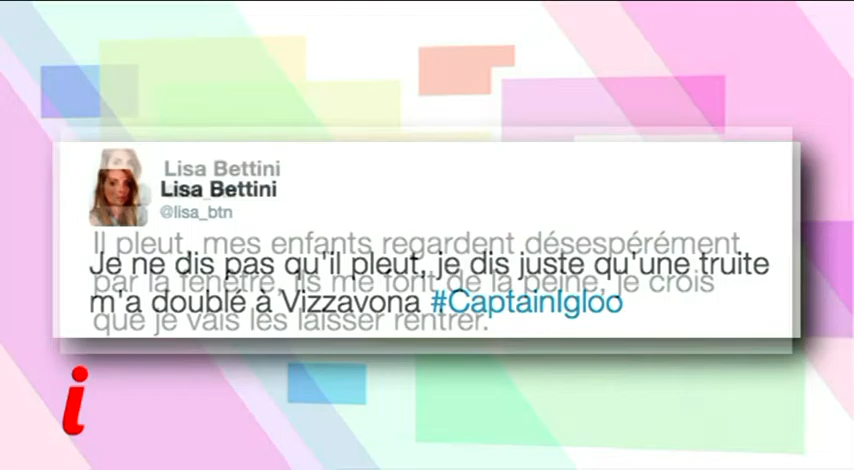 Lisa Bettini
Lisa Bettini
@lisa_btn
Il pleut, mes enfants regardent désespérément
Je ne dis pas qu'il pleut, je dis juste qu'une truite
par la fenêtre. Ils me font de la peine, je crois
m'a doublé à Vizzavona #CaptainIgloo
que je vais les laisser rentrer.
i